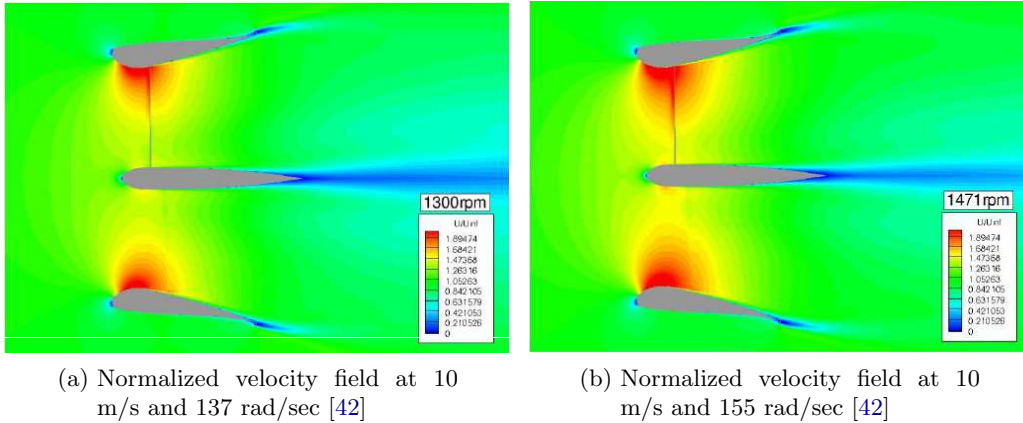 1300rpm
U/U inf
1.89474
1.68421
1.47368
1.26316
1.05263
0.842105
0.631579
0.421053
0.210526
0
1471rpm
U/U inf
1.89474
1.68421
1.47368
1.26316
1.05263
0.842105
0.631579
0.421053
0.210526
0
(a) Normalized velocity field at 10
m/s and 137 rad/sec [42]
(b) Normalized velocity field at 10
m/s and 155 rad/sec [42]